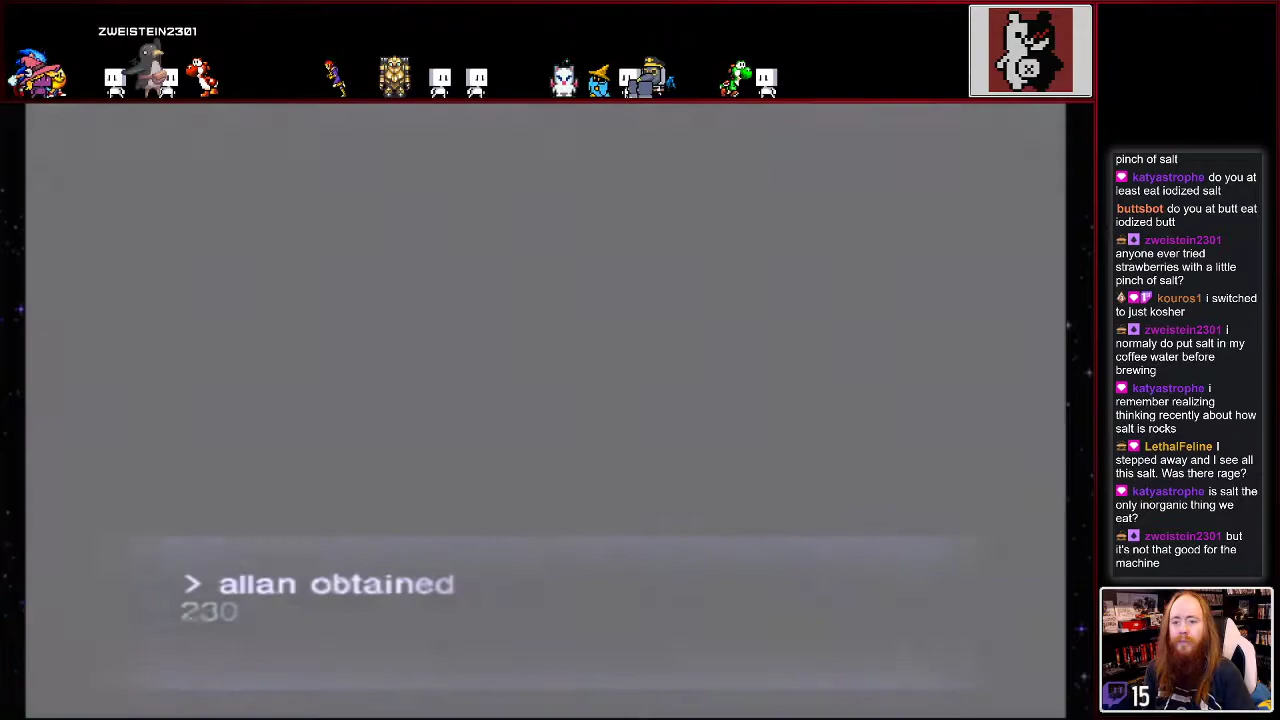 ZWEISTEIN2301
> allan obtained
230
pinch of salt
katyastrophe do you at
least eat iodized salt
buttsbot do you at butt eat
iodized butt
zweistein2301
anyone ever tried
strawberries with a little
pinch of salt?
kouros1 i switched
to just kosher
zweistein2301 i
normaly do put salt in my
coffee water before
brewing
katyastrophe i
remember realizing
thinking recently about how
salt is rocks
LethalFeline I
stepped away and I see all
this salt. Was there rage?
katyastrophe is salt the
only inorganic thing we
eat?
zweistein2301 but
it's not that good for the
machine
15